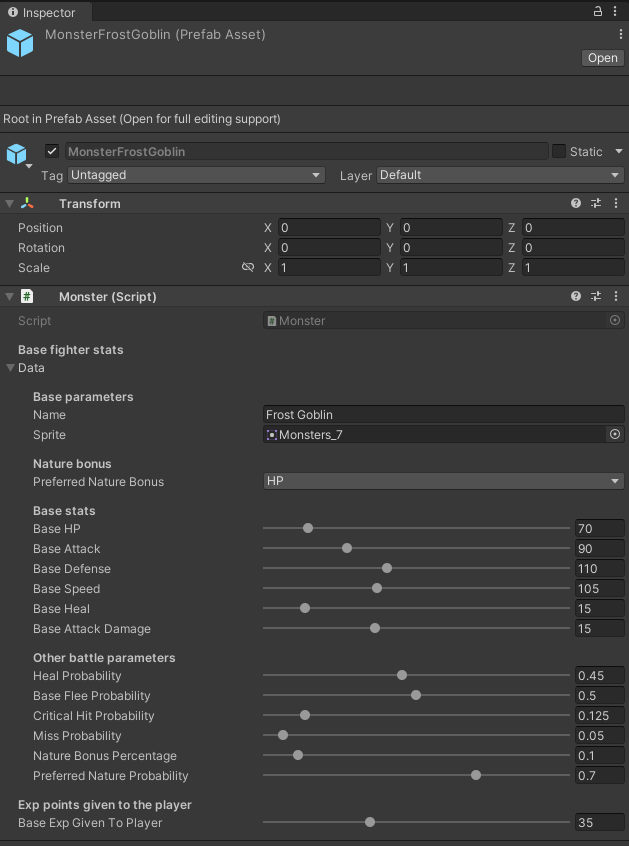 Inspector
MonsterFrostGoblin (Prefab Asset)
Open
Root in Prefab Asset (Open for full editing support)
MonsterFrostGoblin Static
Tag Untagged Layer Default
Transform
Position X 0 Y 0 Z 0
Rotation X 0 Y 0 Z 0
Scale X 1 Y 1 Z 1
# Monster (Script)
Script # Monster
Base fighter stats
Data
Base parameters
Name Frost Goblin
Sprite Monsters_7
Nature bonus
Preferred Nature Bonus HP
Base stats
Base HP 70
Base Attack 90
Base Defense 110
Base Speed 105
Base Heal 15
Base Attack Damage 15
Other battle parameters
Heal Probability 0.45
Base Flee Probability 0.5
Critical Hit Probability 0.125
Miss Probability 0.05
Nature Bonus Percentage 0.1
Preferred Nature Probability 0.7
Exp points given to the player
Base Exp Given To Player 35